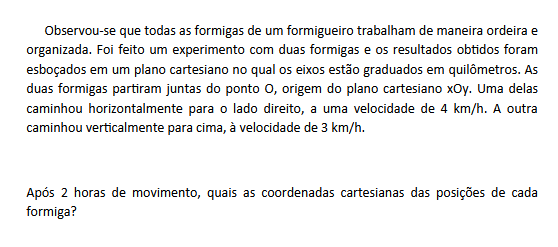 Observou-se que todas as formigas de um formigueiro trabalham de maneira ordeira e
organizada. Foi feito um experimento com duas formigas e os resultados obtidos foram
esboçados em um plano cartesiano no qual os eixos estão graduados em quilômetros. As
duas formigas partiram juntas do ponto O, origem do plano cartesiano xOy. Uma delas
caminhou horizontalmente para o lado direito, a uma velocidade de 4 km/h. A outra
caminhou verticalmente para cima, à velocidade de 3 km/h.
Após 2 horas de movimento, quais as coordenadas cartesianas das posições de cada
formiga?